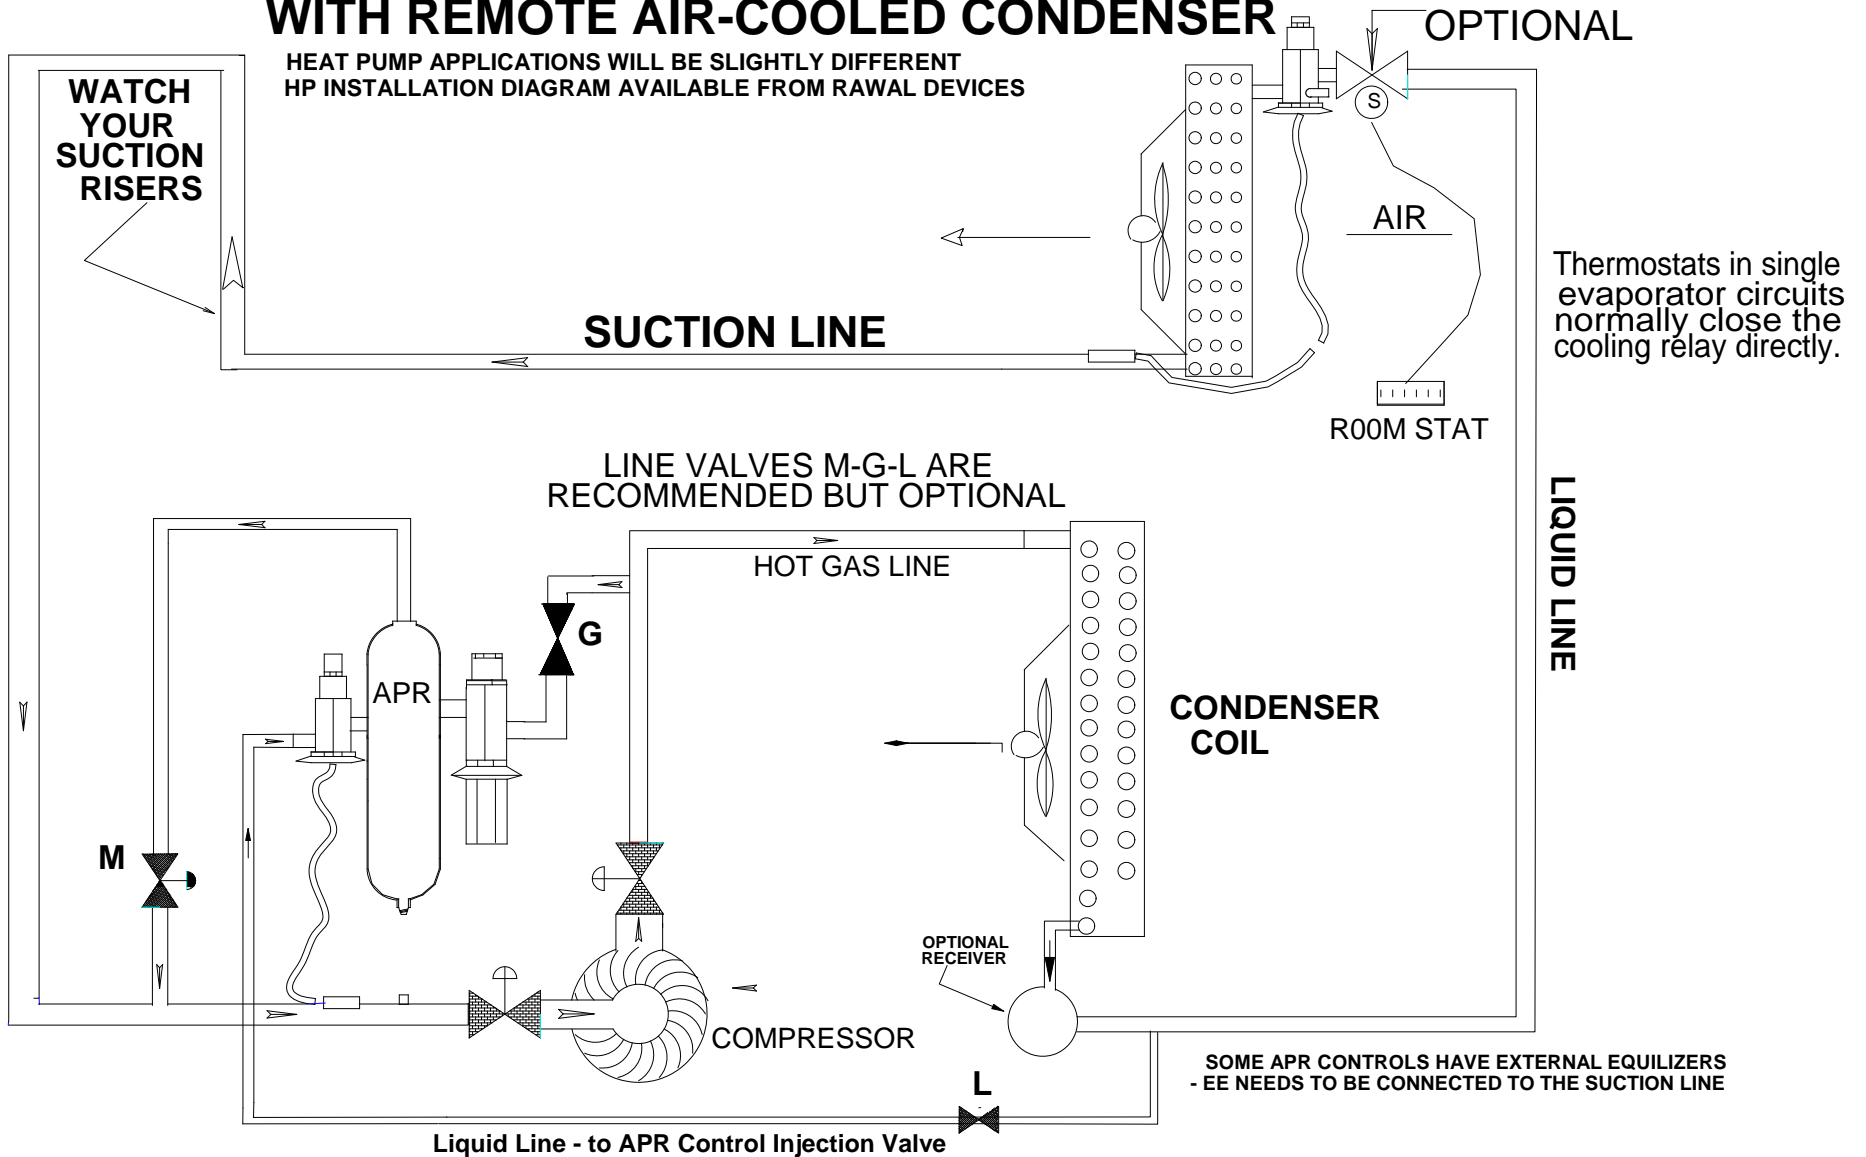 WITH REMOTE AIR-COOLED CONDENSER
OPTIONAL
HEAT PUMP APPLICATIONS WILL BE SLIGHTLY DIFFERENT
HP INSTALLATION DIAGRAM AVAILABLE FROM RAWAL DEVICES
WATCH
YOUR
SUCTION
RISERS
S
AIR
Thermostats in single
evaporator circuits
normally close the
cooling relay directly.
SUCTION LINE
R00M STAT
LINE VALVES M-G-L ARE
RECOMMENDED BUT OPTIONAL
LIQUID LINE
HOT GAS LINE
G
APR
CONDENSER
COIL
M
OPTIONAL
RECEIVER
COMPRESSOR
SOME APR CONTROLS HAVE EXTERNAL EQUILIZERS
- EE NEEDS TO BE CONNECTED TO THE SUCTION LINE
L
Liquid Line - to APR Control Injection Valve